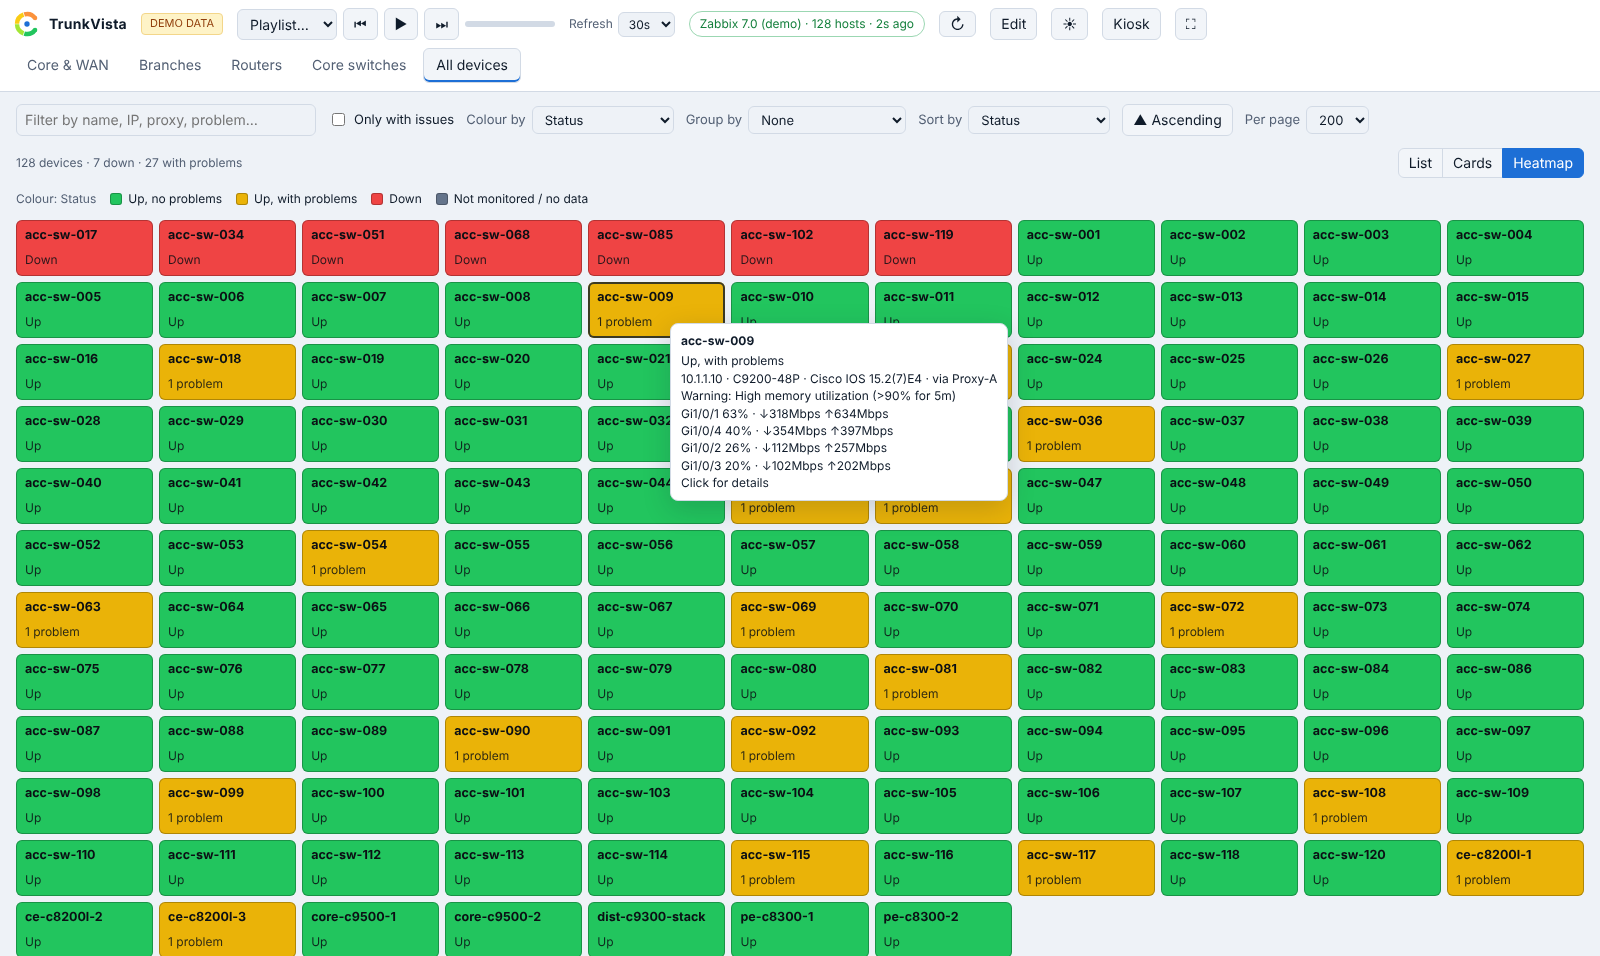 TrunkVista DEMO DATA Playlist... Refresh 30s Zabbix 7.0 (demo) · 128 hosts · 2s ago Edit Kiosk
Core & WAN Branches Routers Core switches All devices
Filter by name, IP, proxy, problem... Only with issues Colour by Status Group by None Sort by Status ▲ Ascending Per page 200
128 devices · 7 down · 27 with problems List Cards Heatmap
Colour: Status Up, no problems Up, with problems Down Not monitored / no data
acc-sw-017 acc-sw-034 acc-sw-051 acc-sw-068 acc-sw-085 acc-sw-102 acc-sw-119 acc-sw-001 acc-sw-002 acc-sw-003 acc-sw-004
Down Down Down Down Down Down Down Up Up Up Up
acc-sw-005 acc-sw-006 acc-sw-007 acc-sw-008 acc-sw-009 acc-sw-010 acc-sw-011 acc-sw-012 acc-sw-013 acc-sw-014 acc-sw-015
Up Up Up Up 1 problem Up Up Up Up Up Up
acc-sw-009
Up, with problems
10.1.1.10 · C9200-48P · Cisco IOS 15.2(7)E4 · via Proxy-A
Warning: High memory utilization (>90% for 5m)
Gi1/0/1 63% · ↓318Mbps ↑634Mbps
Gi1/0/4 40% · ↓354Mbps ↑397Mbps
Gi1/0/2 26% · ↓112Mbps ↑257Mbps
Gi1/0/3 20% · ↓102Mbps ↑202Mbps
Click for details
acc-sw-016 acc-sw-018 acc-sw-019 acc-sw-020 acc-sw-021 acc-sw-024 acc-sw-025 acc-sw-026 acc-sw-027
Up 1 problem Up Up Up Up Up Up 1 problem
acc-sw-028 acc-sw-029 acc-sw-030 acc-sw-031 acc-sw-032 acc-sw-036 acc-sw-037 acc-sw-038 acc-sw-039
Up Up Up Up Up 1 problem Up Up Up
acc-sw-040 acc-sw-041 acc-sw-042 acc-sw-043 acc-sw-044 acc-sw-047 acc-sw-048 acc-sw-049 acc-sw-050
Up Up Up Up Up 1 problem 1 problem Up Up Up Up
acc-sw-052 acc-sw-053 acc-sw-054 acc-sw-055 acc-sw-056 acc-sw-057 acc-sw-058 acc-sw-059 acc-sw-060 acc-sw-061 acc-sw-062
Up Up 1 problem Up Up Up Up Up Up Up Up
acc-sw-063 acc-sw-064 acc-sw-065 acc-sw-066 acc-sw-067 acc-sw-069 acc-sw-070 acc-sw-071 acc-sw-072 acc-sw-073 acc-sw-074
1 problem Up Up Up Up 1 problem Up Up 1 problem Up Up
acc-sw-075 acc-sw-076 acc-sw-077 acc-sw-078 acc-sw-079 acc-sw-080 acc-sw-081 acc-sw-082 acc-sw-083 acc-sw-084 acc-sw-086
Up Up Up Up Up Up 1 problem Up Up Up Up
acc-sw-087 acc-sw-088 acc-sw-089 acc-sw-090 acc-sw-091 acc-sw-092 acc-sw-093 acc-sw-094 acc-sw-095 acc-sw-096 acc-sw-097
Up Up Up 1 problem Up 1 problem Up Up Up Up Up
acc-sw-098 acc-sw-099 acc-sw-100 acc-sw-101 acc-sw-103 acc-sw-104 acc-sw-105 acc-sw-106 acc-sw-107 acc-sw-108 acc-sw-109
Up 1 problem Up Up Up Up Up Up Up 1 problem Up
acc-sw-110 acc-sw-111 acc-sw-112 acc-sw-113 acc-sw-114 acc-sw-115 acc-sw-116 acc-sw-117 acc-sw-118 acc-sw-120 ce-c8200l-1
Up Up Up Up Up 1 problem Up 1 problem Up Up 1 problem
ce-c8200l-2 ce-c8200l-3 core-c9500-1 core-c9500-2 dist-c9300-stack pe-c8300-1 pe-c8300-2
Up 1 problem Up Up Up Up Up